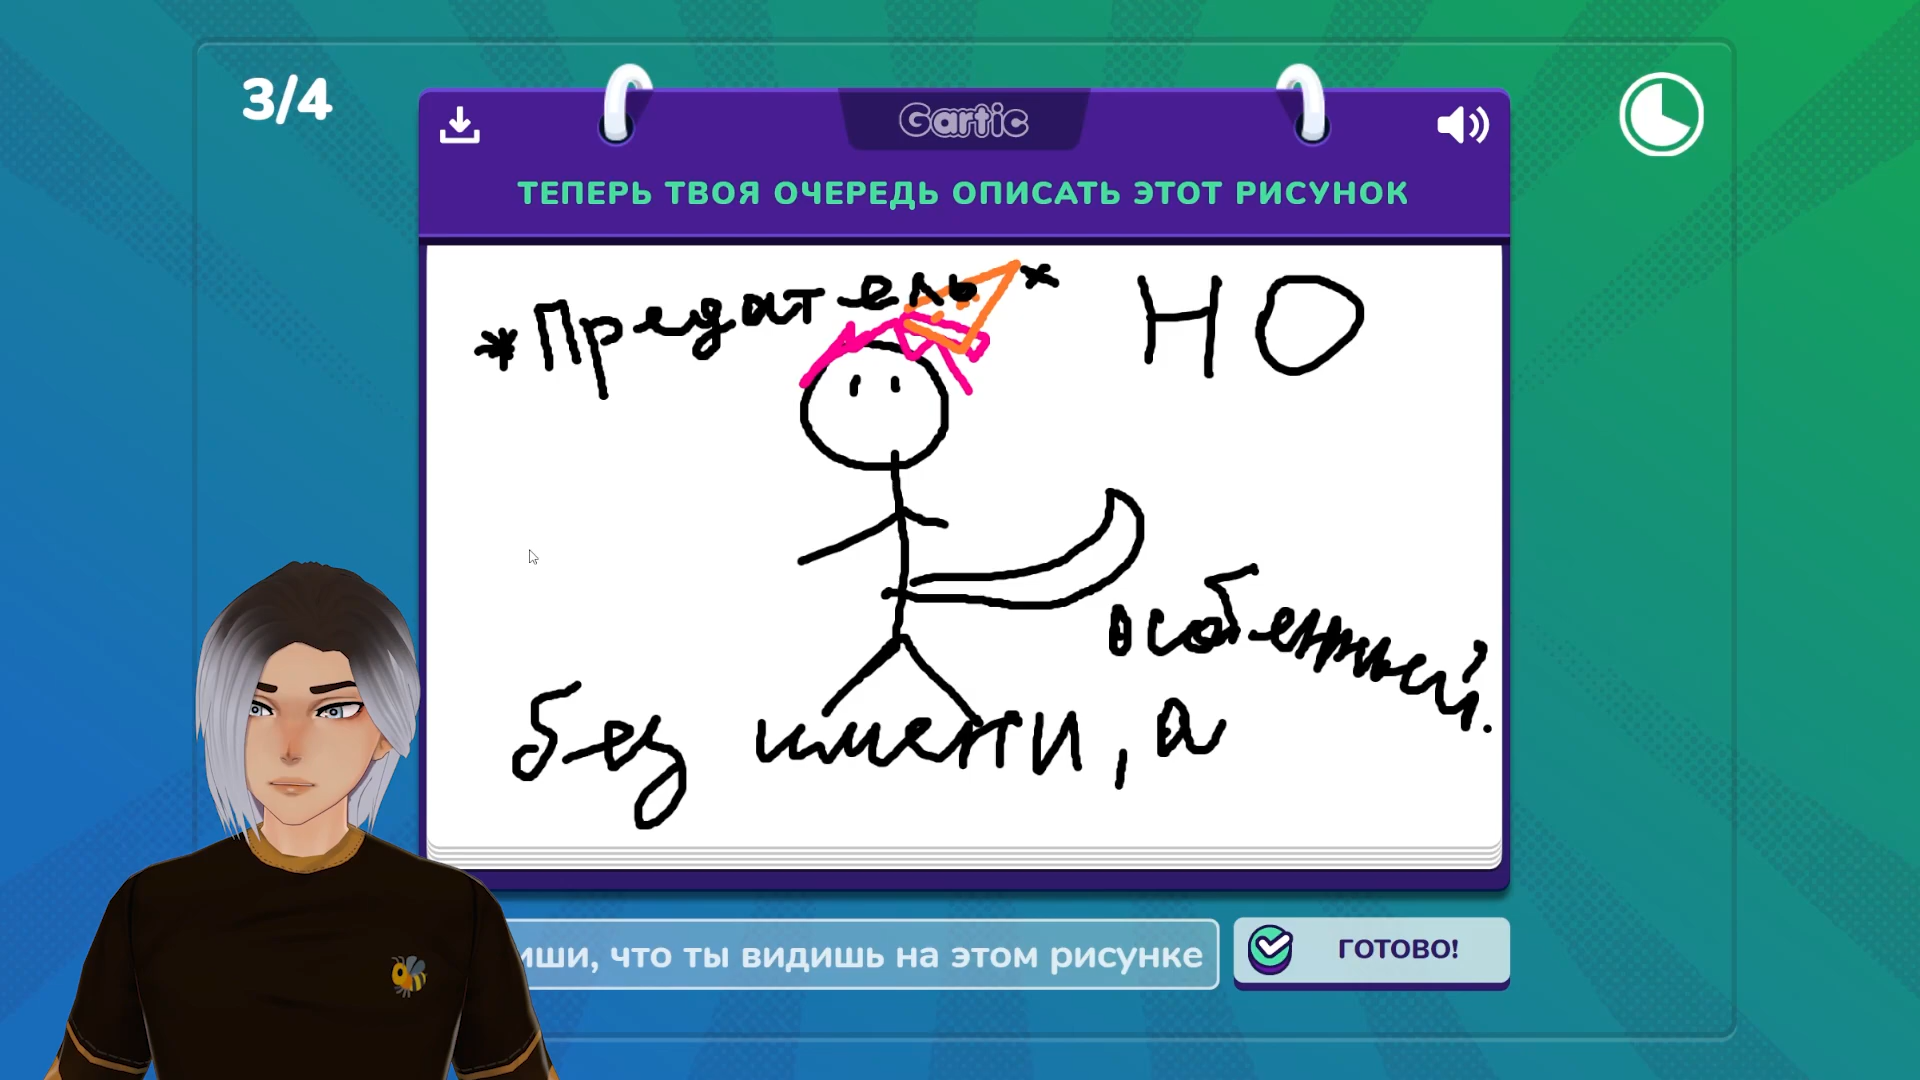 3/4
Gartic
ТЕПЕРЬ ТВОЯ ОЧЕРЕДЬ ОПИСАТЬ ЭТОТ РИСУНОК
*Предатель* НО
особенный.
без имени, а
иши, что ты видишь на этом рисунке
ГОТОВО!